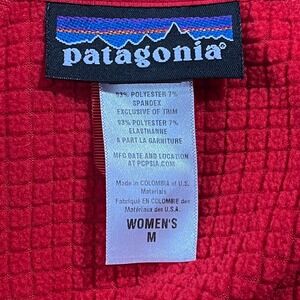 patagonia®
93% POLYESTER 7%
SPANDEX
EXCLUSIVE OF TRIM
93% POLYESTER 7%
ELASTHANNE
A PART LA GARNITURE
MFG DATE AND LOCATION
AT PCPSIA.COM
Made in COLOMBIA of U.S.
Materials
Fabriqué EN COLOMBIE des
Matériaux des U.S.A.
WOMEN'S
M